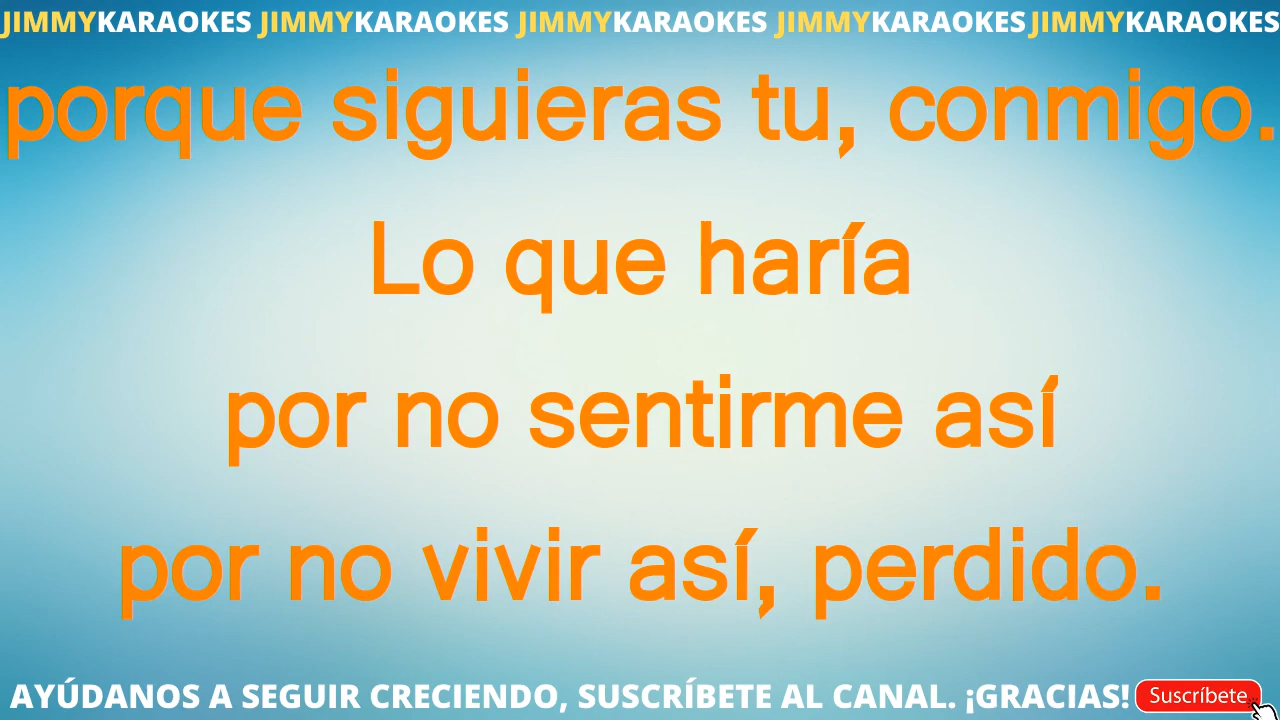 JIMMYKARAOKES JIMMYKARAOKES JIMMYKARAOKES JIMMYKARAOKES JIMMYKARAOKES
porque siguieras tu, conmigo.
Lo que haría
por no sentirme así
por no vivir así, perdido.
AYÚDANOS A SEGUIR CRECIENDO, SUSCRÍBETE AL CANAL. ¡GRACIAS! Suscríbete